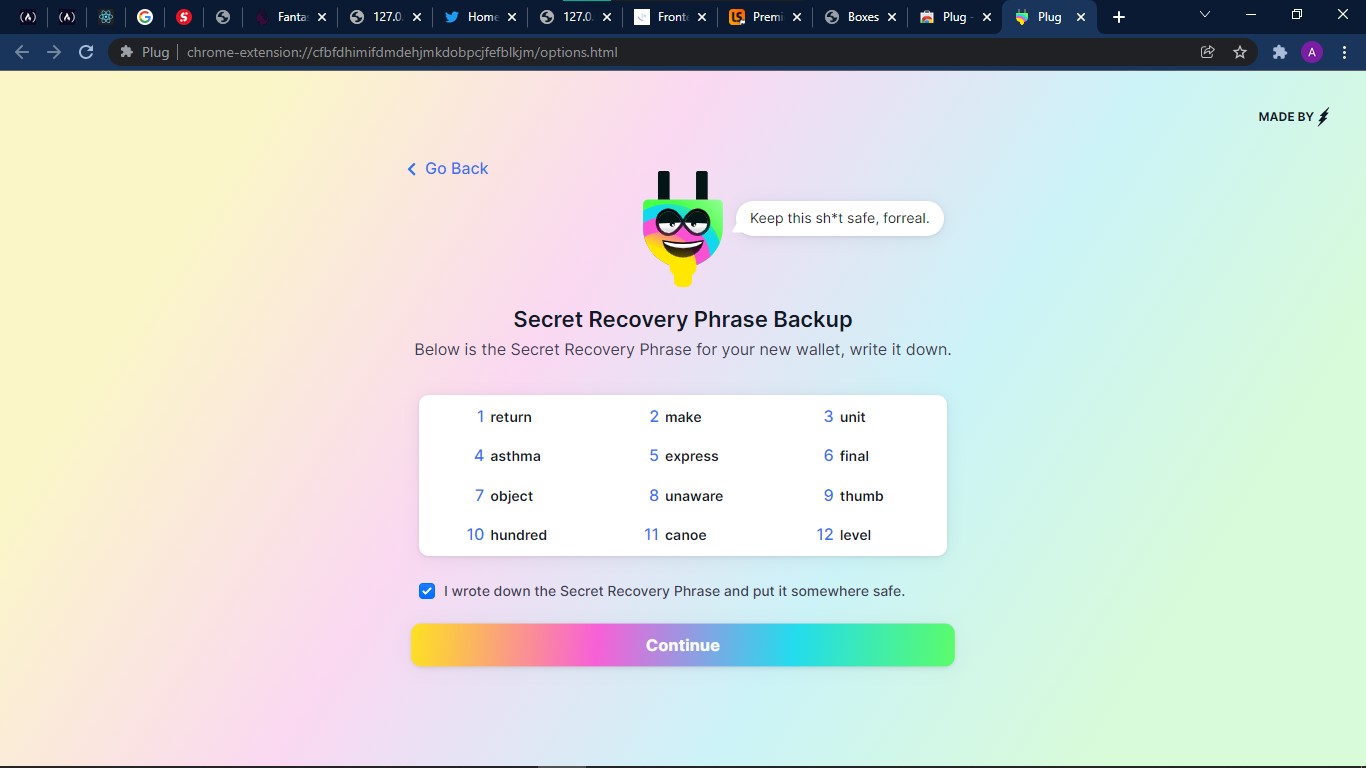 Fantas
127.0.
Home
127.0.
Fronte
Premi
Boxes
Plug -
Plug
Plug
chrome-extension://cfbfdhimifdmdehjmkdobpcjfefblkjm/options.html
A
MADE BY
Go Back
Keep this sh*t safe, forreal.
Secret Recovery Phrase Backup
Below is the Secret Recovery Phrase for your new wallet, write it down.
1 return 2 make 3 unit
4 asthma 5 express 6 final
7 object 8 unaware 9 thumb
10 hundred 11 canoe 12 level
I wrote down the Secret Recovery Phrase and put it somewhere safe.
Continue